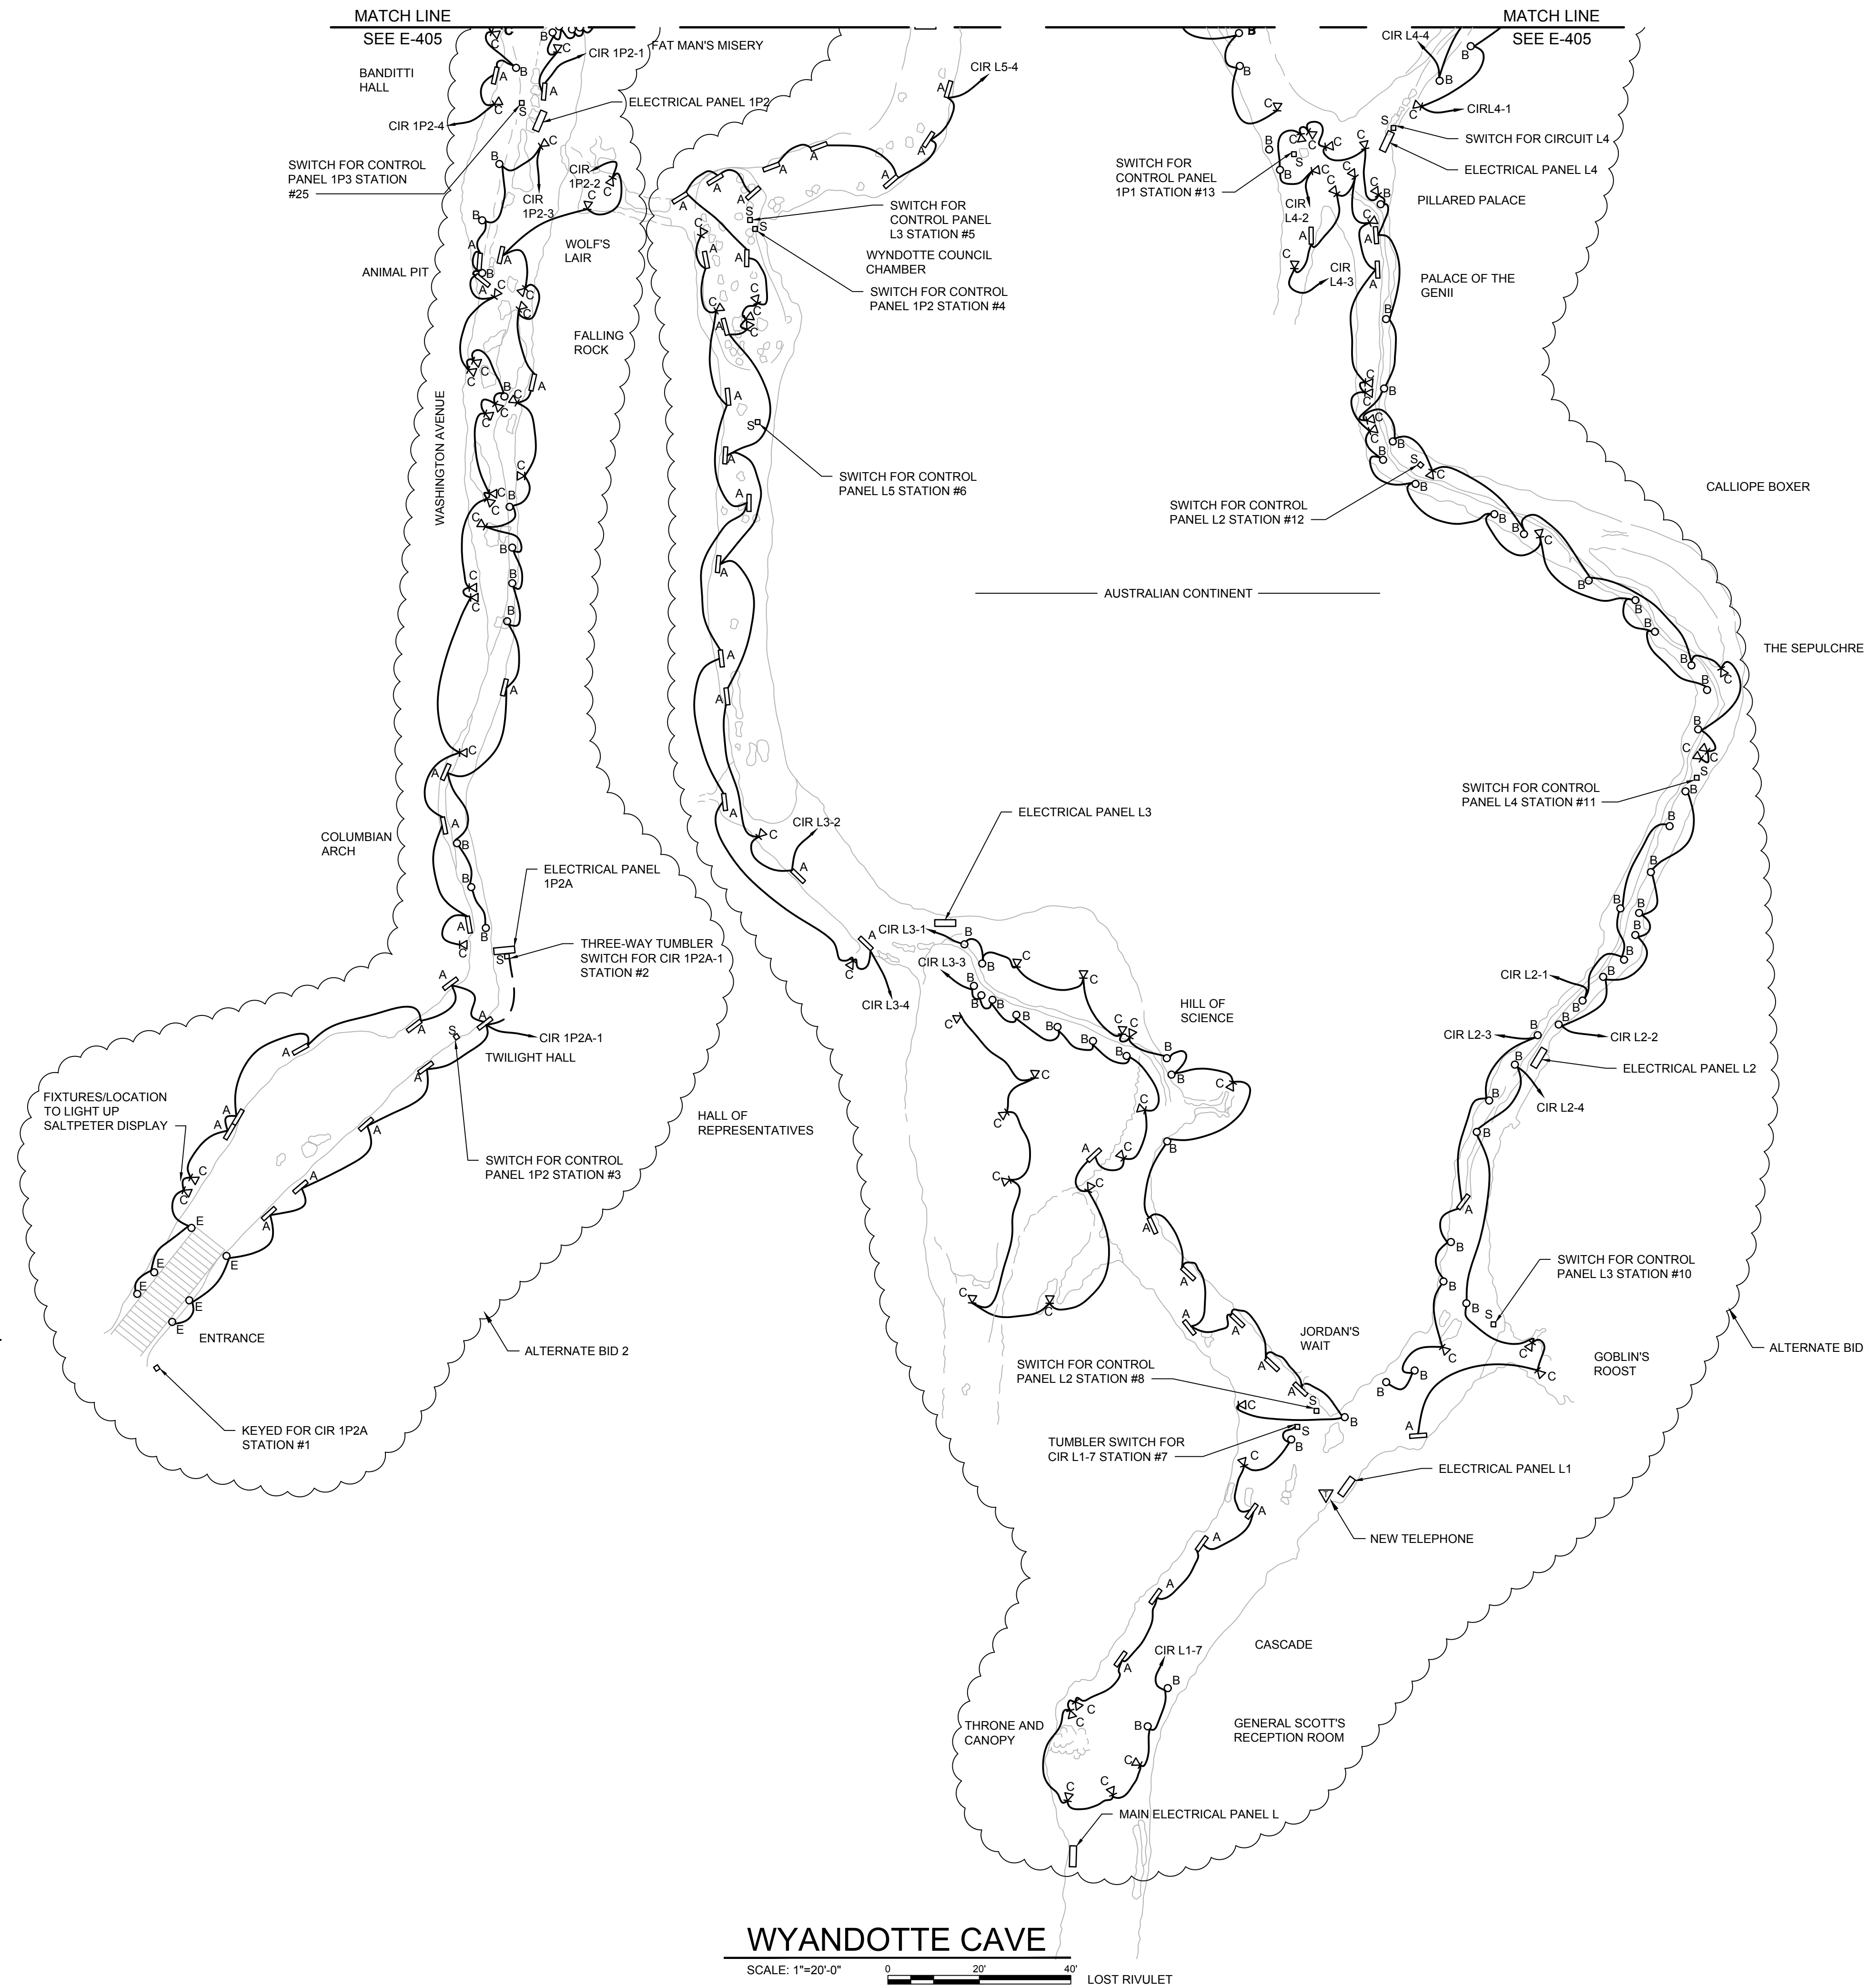 MATCH LINE
SEE E-405
MATCH LINE
SEE E-405
BANDITTI
HALL
CIR 1P2-1
FAT MAN'S MISERY
ELECTRICAL PANEL 1P2
CIR 1P2-4
SWITCH FOR CONTROL
PANEL 1P3 STATION
#25
CIR
1P2-2
CIR
1P2-3
WOLF'S
LAIR
ANIMAL PIT
FALLING
ROCK
WASHINGTON AVENUE
CIR L5-4
SWITCH FOR
CONTROL PANEL
L3 STATION #5
WYNDOTTE COUNCIL
CHAMBER
SWITCH FOR CONTROL
PANEL 1P2 STATION #4
SWITCH FOR CONTROL
PANEL L5 STATION #6
CIR L4-4
CIRL4-1
SWITCH FOR CIRCUIT L4
ELECTRICAL PANEL L4
SWITCH FOR
CONTROL PANEL
1P1 STATION #13
CIR
L4-2
PILLARED PALACE
CIR
L4-3
PALACE OF THE
GENII
CALLIOPE BOXER
SWITCH FOR CONTROL
PANEL L2 STATION #12
AUSTRALIAN CONTINENT
THE SEPULCHRE
SWITCH FOR CONTROL
PANEL L4 STATION #11
COLUMBIAN
ARCH
ELECTRICAL PANEL
1P2A
THREE-WAY TUMBLER
SWITCH FOR CIR 1P2A-1
STATION #2
CIR 1P2A-1
TWILIGHT HALL
CIR L3-2
ELECTRICAL PANEL L3
CIR L3-1
CIR L3-3
CIR L3-4
HILL OF
SCIENCE
CIR L2-1
CIR L2-3
CIR L2-2
ELECTRICAL PANEL L2
CIR L2-4
FIXTURES/LOCATION
TO LIGHT UP
SALTPETER DISPLAY
HALL OF
REPRESENTATIVES
SWITCH FOR CONTROL
PANEL 1P2 STATION #3
ENTRANCE
ALTERNATE BID 2
KEYED FOR CIR 1P2A
STATION #1
SWITCH FOR CONTROL
PANEL L3 STATION #10
JORDAN'S
WAIT
SWITCH FOR CONTROL
PANEL L2 STATION #8
GOBLIN'S
ROOST
ALTERNATE BID
TUMBLER SWITCH FOR
CIR L1-7 STATION #7
ELECTRICAL PANEL L1
NEW TELEPHONE
CIR L1-7
CASCADE
THRONE AND
CANOPY
GENERAL SCOTT'S
RECEPTION ROOM
MAIN ELECTRICAL PANEL L
WYANDOTTE CAVE
SCALE: 1"=20'-0"
0 20' 40'
LOST RIVULET